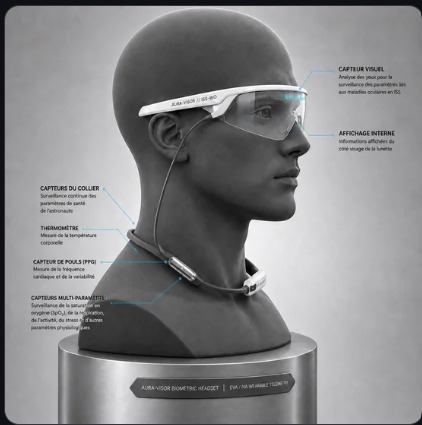 CAPTEUR VISUEL
Analyse des yeux pour la
surveillance des paramètres liés
aux maladies oculaires en ISS
AURA-VISOR // ISS-BIO
AFFICHAGE INTERNE
Informations affichées du
côté visage de la lunette
CAPTEURS DU COLLIER
Surveillance continue des
paramètres de santé
de l'astronaute
THERMOMÈTRE
Mesure de la température
corporelle
CAPTEUR DE POULS (PPG)
Mesure de la fréquence
cardiaque et de la variabilité
CAPTEURS MULTI-PARAMÈTRES
Surveillance de la saturation en
oxygène (SpO₂), de la respiration,
de l'activité, du stress et d'autres
paramètres physiologiques
AURA-VISOR BIOMETRIC HEADSET | EVA / IVA WEARABLE